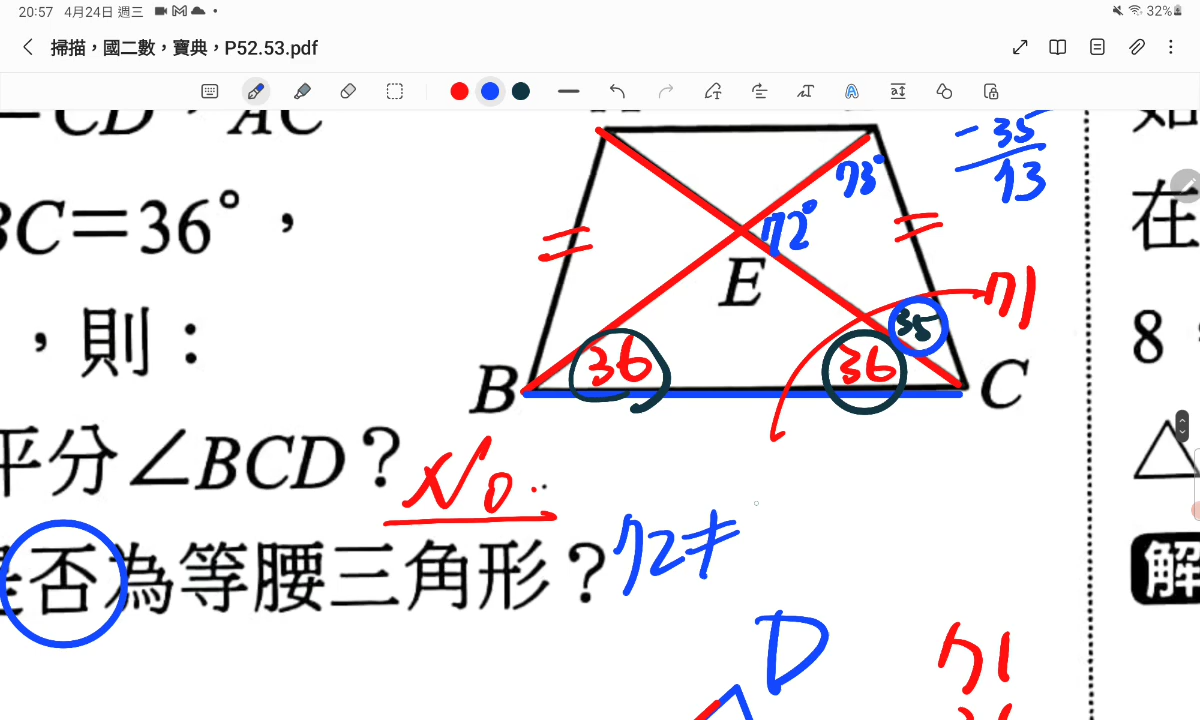 20:57 4月24日 週三 32%
掃描，國二數，寶典，P52.53.pdf
=CD，AC
BC=36°，
，則：
平分∠BCD？No.
是否為等腰三角形？72≠
-35
13
73°
72°
E
71
35
36
36
B
C
D
71
在
8
△
解